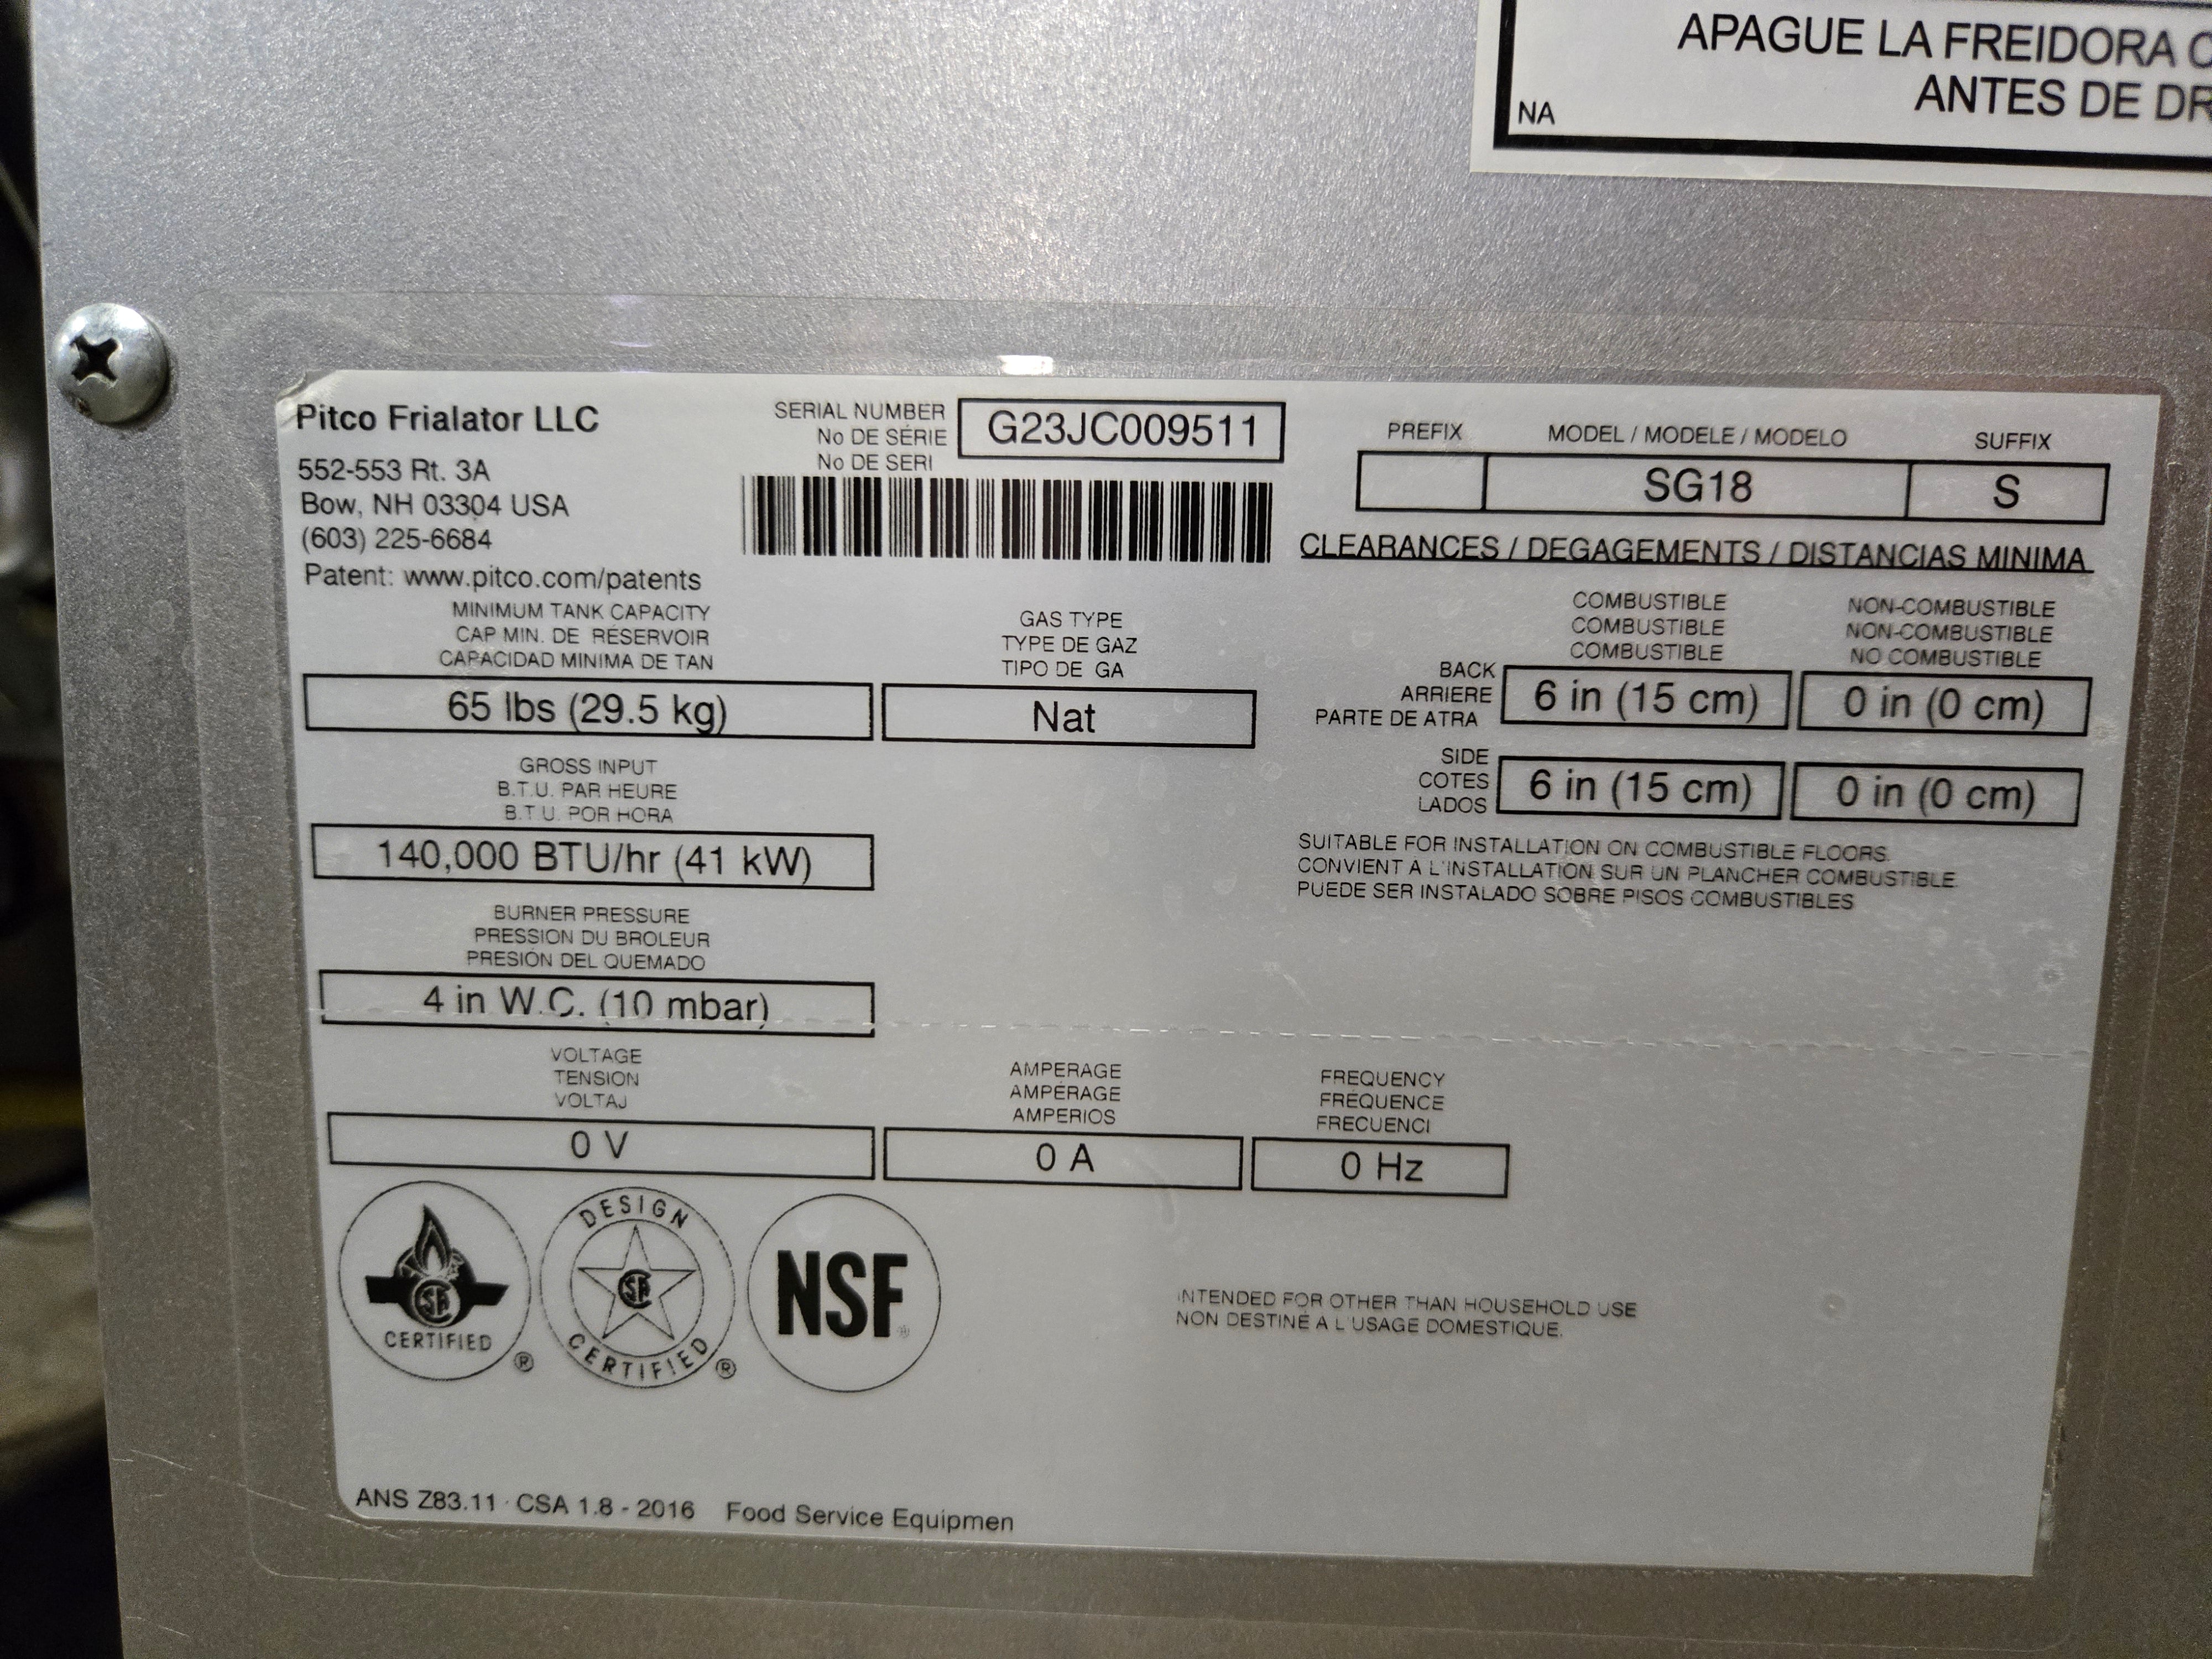 APAGUE LA FREIDORA
ANTES DE
NA
Pitco Frialator LLC
552-553 Rt. 3A
Bow, NH 03304 USA
(603) 225-6684
Patent: www.pitco.com/patents
SERIAL NUMBER
No DE SÉRIE
No DE SERI
G23JC009511
PREFIX
MODEL / MODELE / MODELO
SUFFIX
SG18
S
CLEARANCES / DEGAGEMENTS / DISTANCIAS MINIMA
COMBUSTIBLE
COMBUSTIBLE
COMBUSTIBLE
NON-COMBUSTIBLE
NON-COMBUSTIBLE
NO COMBUSTIBLE
BACK
ARRIERE
PARTE DE ATRA
6 in (15 cm)
0 in (0 cm)
SIDE
COTES
LADOS
6 in (15 cm)
0 in (0 cm)
SUITABLE FOR INSTALLATION ON COMBUSTIBLE FLOORS.
CONVIENT A L'INSTALLATION SUR UN PLANCHER COMBUSTIBLE.
PUEDE SER INSTALADO SOBRE PISOS COMBUSTIBLES
MINIMUM TANK CAPACITY
CAP MIN. DE RÉSERVOIR
CAPACIDAD MINIMA DE TAN
65 lbs (29.5 kg)
GAS TYPE
TYPE DE GAZ
TIPO DE GA
Nat
GROSS INPUT
B.T.U. PAR HEURE
B.T.U. POR HORA
140,000 BTU/hr (41 kW)
BURNER PRESSURE
PRESSION DU BROLEUR
PRESIÓN DEL QUEMADO
4 in W.C. (10 mbar)
VOLTAGE
TENSION
VOLTAJ
0 V
AMPERAGE
AMPÉRAGE
AMPERIOS
0 A
FREQUENCY
FRÉQUENCE
FRECUENCI
0 Hz
CERTIFIED ®
DESIGN
CERTIFIED ®
NSF®
INTENDED FOR OTHER THAN HOUSEHOLD USE
NON DESTINÉ A L'USAGE DOMESTIQUE.
ANS Z83.11 · CSA 1.8 - 2016 Food Service Equipmen